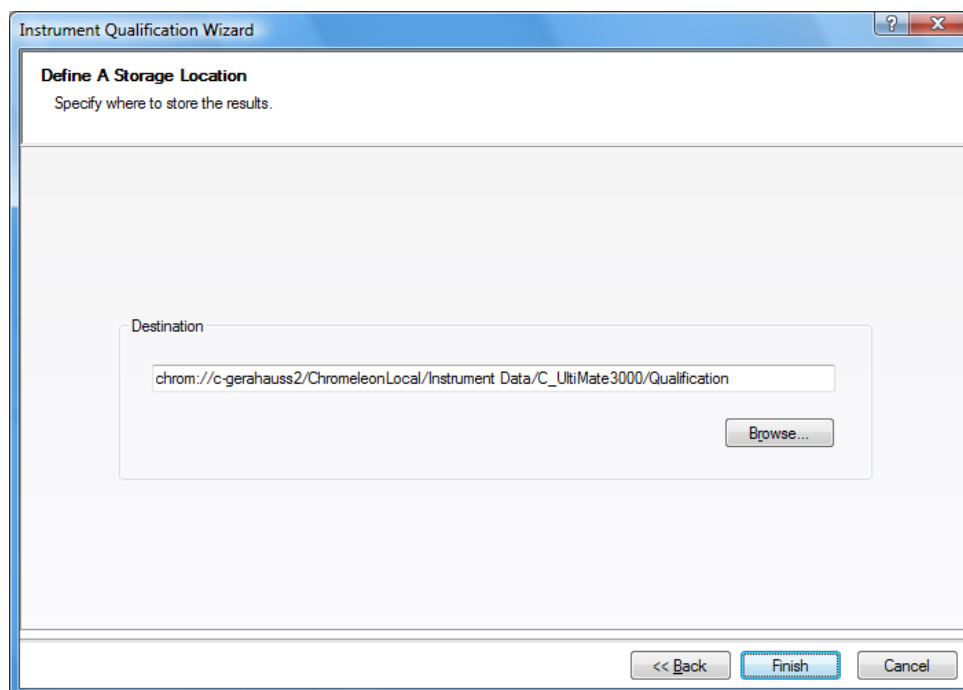 Instrument Qualification Wizard
?
X
Define A Storage Location
Specify where to store the results.
Destination
chrom://c-gerahauss2/ChromeleonLocal/Instrument Data/C_UltiMate3000/Qualification
Browse...
<< Back
Finish
Cancel